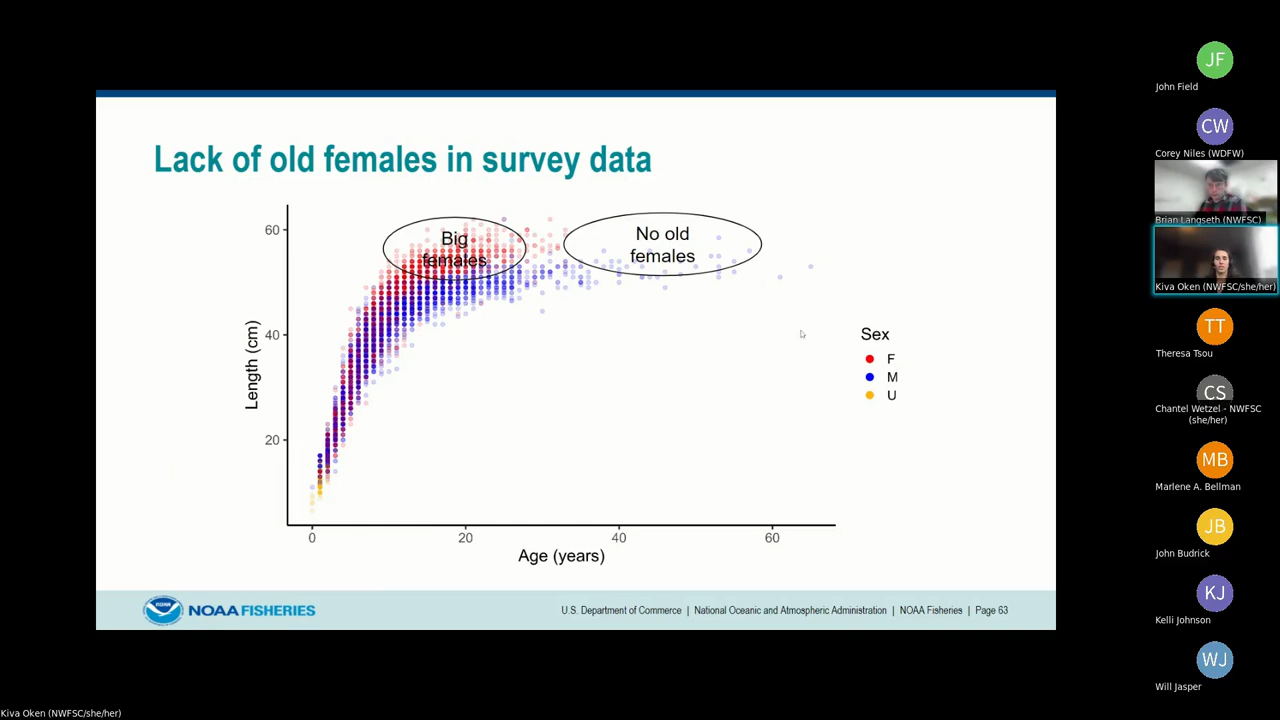 Lack of old females in survey data
Big
females
No old
females
60
40
20
Length (cm)
0
20
40
60
Age (years)
Sex
F
M
U
NOAA
NOAA FISHERIES
U.S. Department of Commerce | National Oceanic and Atmospheric Administration | NOAA Fisheries | Page 63
JF
John Field
CW
Corey Niles (WDFW)
Brian Langseth (NWFSC)
Kiva Oken (NWFSC/she/her)
TT
Theresa Tsou
CS
Chantel Wetzel - NWFSC
(she/her)
MB
Marlene A. Bellman
JB
John Budrick
KJ
Kelli Johnson
WJ
Will Jasper
Kiva Oken (NWFSC/she/her)